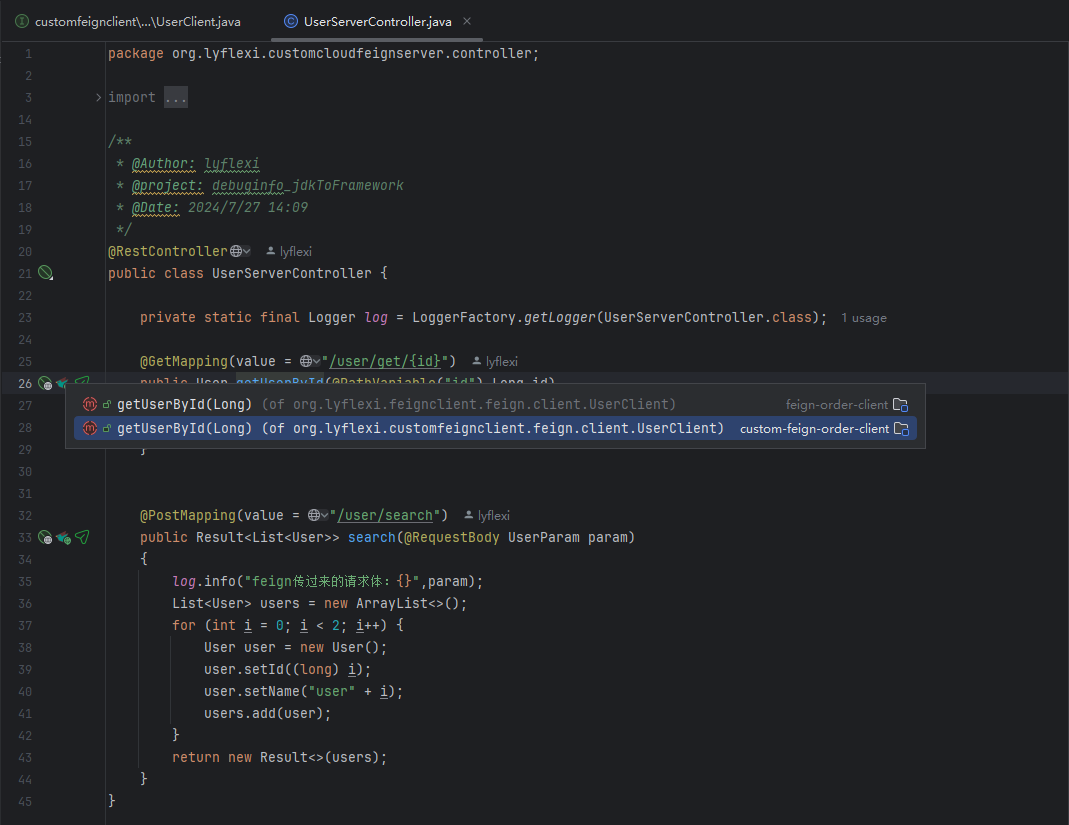 customfeignclient\...\UserClient.java
UserServerController.java
1 package org.lyflexi.customcloudfeignserver.controller;
2
3 import ...
14
15 /**
16 * @Author: lyflexi
17 * @project: debuginfo_jdkToFramework
18 * @Date: 2024/7/27 14:09
19 */
20 @RestController lyflexi
21 public class UserServerController {
22
23 private static final Logger log = LoggerFactory.getLogger(UserServerController.class); 1 usage
24
25 @GetMapping(value = "/user/get/{id}") lyflexi
26 public User getUserById(@PathVariable("id") Long id)
27 getUserById(Long) (of org.lyflexi.feignclient.feign.client.UserClient) feign-order-client
28 getUserById(Long) (of org.lyflexi.customfeignclient.feign.client.UserClient) custom-feign-order-client
29 }
30
31
32 @PostMapping(value = "/user/search") lyflexi
33 public Result<List<User>> search(@RequestBody UserParam param)
34 {
35 log.info("feign传过来的请求体: {}",param);
36 List<User> users = new ArrayList<>();
37 for (int i = 0; i < 2; i++) {
38 User user = new User();
39 user.setId((long) i);
40 user.setName("user" + i);
41 users.add(user);
42 }
43 return new Result<>(users);
44 }
45 }